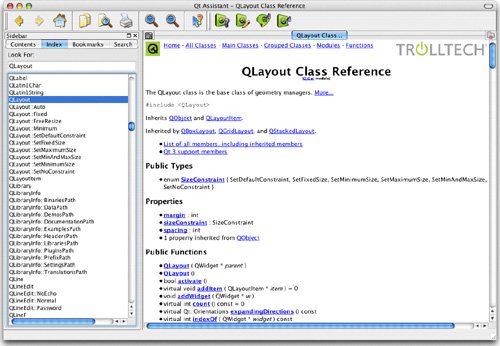 Qt Assistant - QLayout Class Reference
Sidebar
Contents Index Bookmarks Search
Look For:
QLayout
QLabel
QLatin1Char
QLatin1String
QLayout
QLayout::Auto
QLayout::Fixed
QLayout::FreeResize
QLayout::Minimum
QLayout::SetDefaultConstraint
QLayout::SetFixedSize
QLayout::SetMaximumSize
QLayout::SetMinAndMaxSize
QLayout::SetMinimumSize
QLayout::SetNoConstraint
QLayoutItem
QLibrary
QLibraryInfo
QLibraryInfo::BinariesPath
QLibraryInfo::DataPath
QLibraryInfo::DemosPath
QLibraryInfo::DocumentationPath
QLibraryInfo::ExamplesPath
QLibraryInfo::HeadersPath
QLibraryInfo::LibrariesPath
QLibraryInfo::PluginsPath
QLibraryInfo::PrefixPath
QLibraryInfo::SettingsPath
QLibraryInfo::TranslationsPath
QLine
QLineEdit
QLineEdit::NoEcho
QLineEdit::Normal
QLineEdit::Password
QLineF
QLayout Class ..
Home · All Classes · Main Classes · Grouped Classes · Modules · Functions
TROLLTECH
QLayout Class Reference
The QLayout class is the base class of geometry managers. More...
#include <QLayout>
Inherits QObject and QLayoutItem.
Inherited by QBoxLayout, QGridLayout, and QStackedLayout.
● List of all members, including inherited members
● Qt 3 support members
Public Types
● enum SizeConstraint { SetDefaultConstraint, SetFixedSize, SetMinimumSize, SetMaximumSize, SetMinAndMaxSize,
SetNoConstraint }
Properties
● margin : int
● sizeConstraint : SizeConstraint
● spacing : int
● 1 property inherited from QObject
Public Functions
● QLayout ( QWidget * parent )
● QLayout ()
● bool activate ()
● virtual void addItem ( QLayoutItem * item ) = 0
● void addWidget ( QWidget * w )
● virtual int count () const = 0
● virtual Qt::Orientations expandingDirections () const
● virtual int indexOf ( QWidget * widget ) const